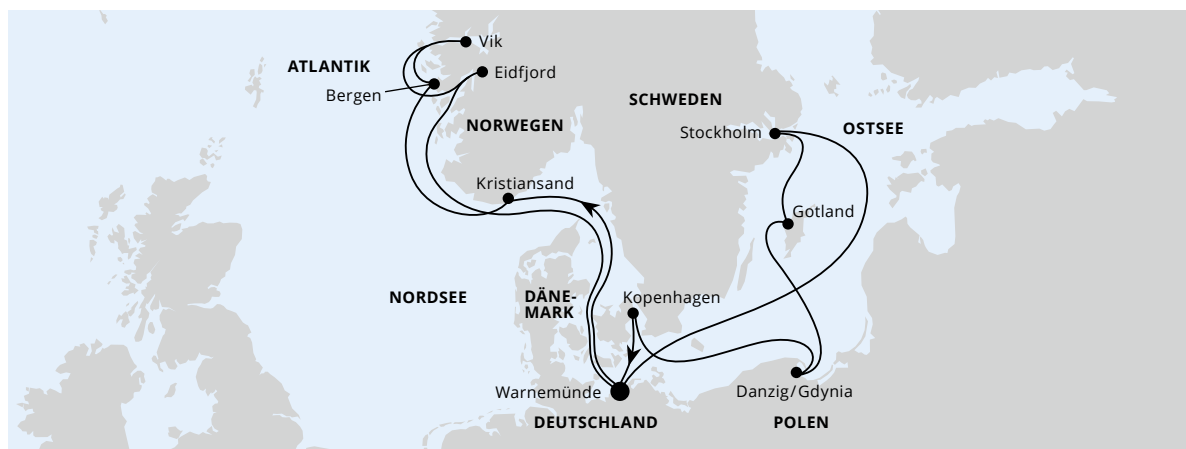 Vik
ATLANTIK
Eidfjord
Bergen
SCHWEDEN
NORWEGEN
OSTSEE
Stockholm
Kristiansand
Gotland
NORDSEE
DÄNE-
MARK
Kopenhagen
Warnemünde
Danzig/Gdynia
DEUTSCHLAND
POLEN